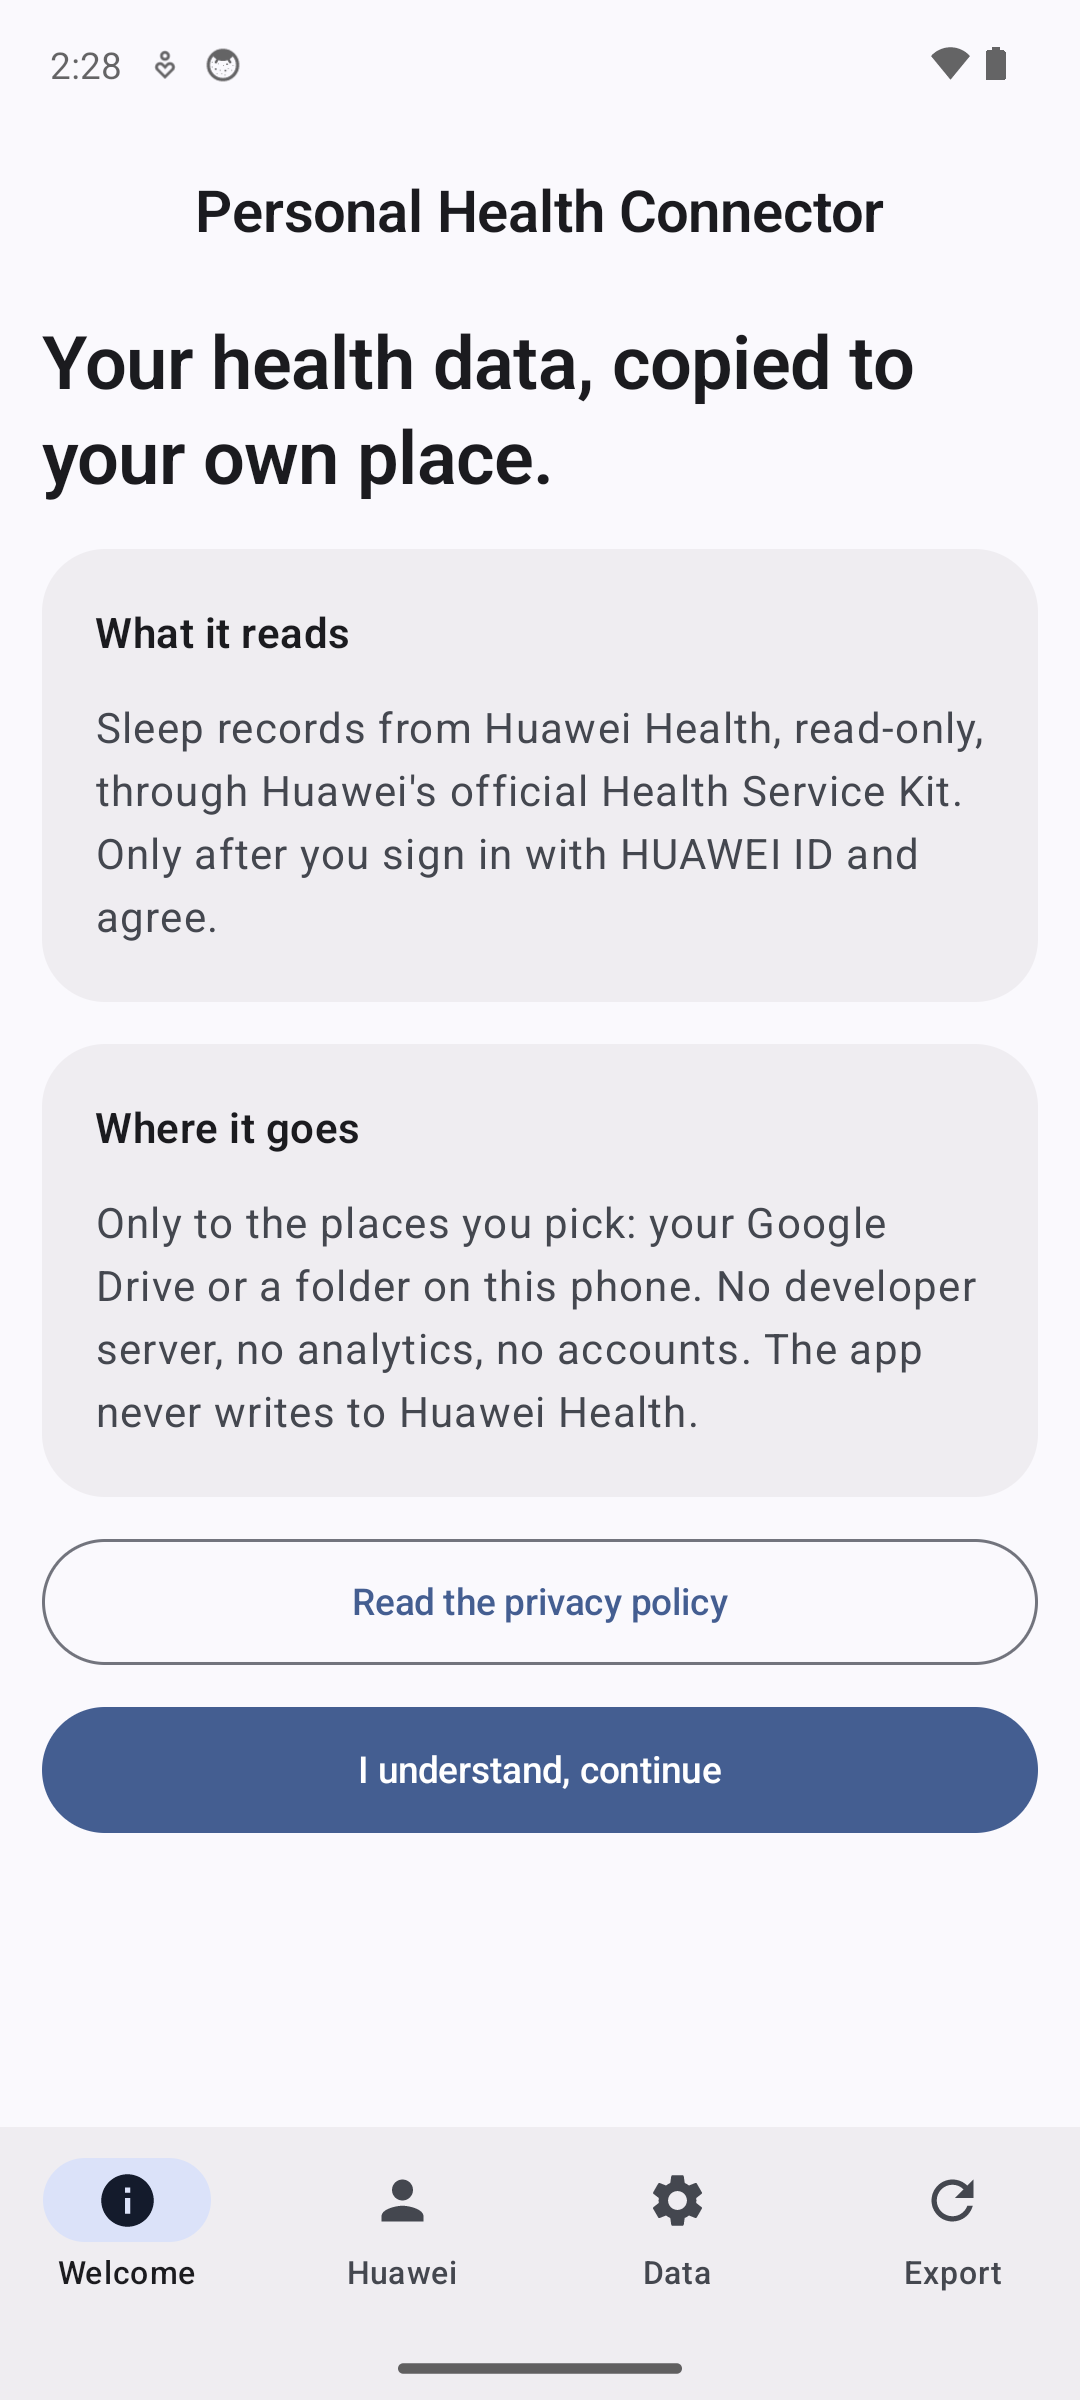 2:28
Personal Health Connector
Your health data, copied to
your own place.
What it reads
Sleep records from Huawei Health, read-only,
through Huawei's official Health Service Kit.
Only after you sign in with HUAWEI ID and
agree.
Where it goes
Only to the places you pick: your Google
Drive or a folder on this phone. No developer
server, no analytics, no accounts. The app
never writes to Huawei Health.
Read the privacy policy
I understand, continue
Welcome
Huawei
Data
Export